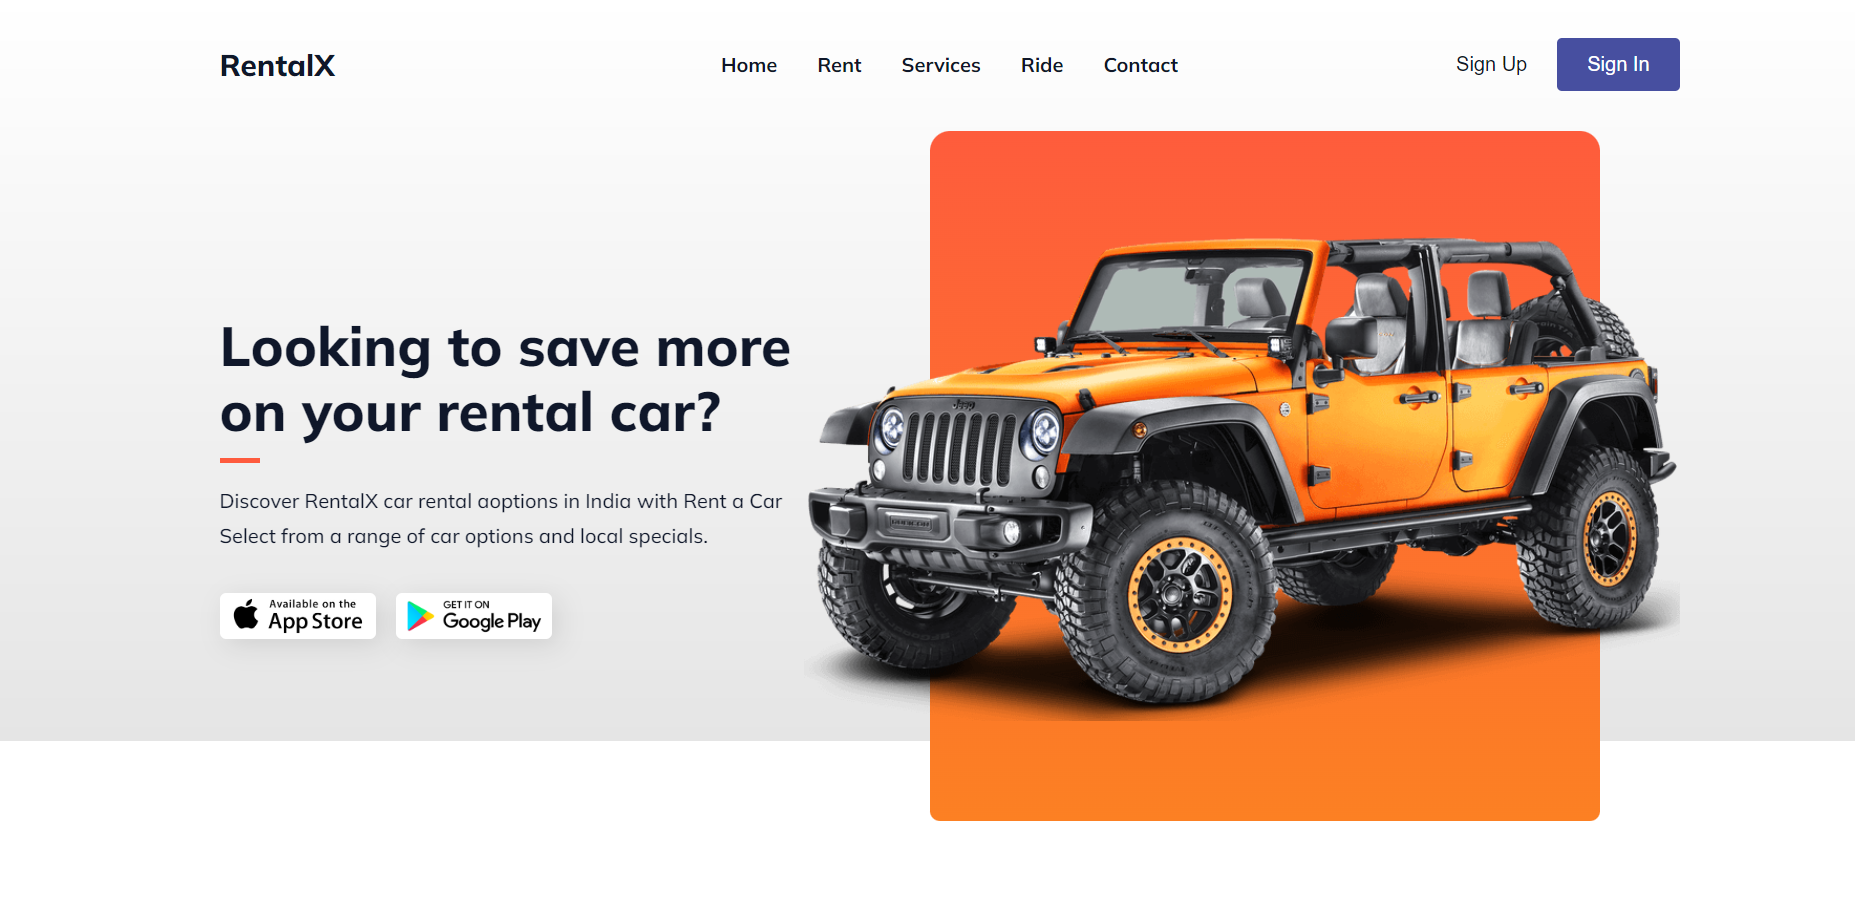 RentalX
Home Rent Services Ride Contact
Sign Up Sign In
Looking to save more
on your rental car?
Discover RentalX car rental aoptions in India with Rent a Car
Select from a range of car options and local specials.
Available on the
App Store
GET IT ON
Google Play
Jeep
RUBICON